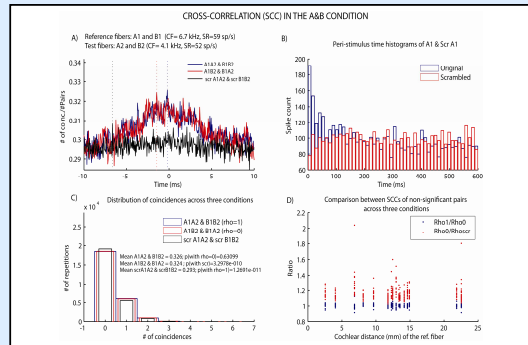 CROSS-CORRELATION (SCC) IN THE A&B CONDITION
A)
Reference fibers: A1 and B1 (CF= 6.7 kHz, SR=59 sp/s)
Test fibers: A2 and B2 (CF= 4.1 kHz, SR=52 sp/s)
A1A2 & B1B2
A1B2 & B1A2
scr A1A2 & scr B1B2
# of conc./#Pairs
0.34
0.33
0.32
0.31
0.3
0.29
-10
-5
0
5
10
Time (ms)
B)
Peri-stimulus time histograms of A1 & Scr A1
Original
Scrambled
Spike count
200
180
160
140
120
100
80
60
100
200
300
400
500
600
Time (ms)
C)
Distribution of coincidences across three conditions
x 10⁴
A1A2 & B1B2 (rho=1)
A1B2 & B1A2 (rho=0)
scr A1A2 & scr B1B2
Mean A1A2 & B1B2 = 0.326; p(with rho=0)=0.63099
Mean A1B2 & B1A2 = 0.324; p(with scr)=3.2978e-010
Mean scrA1A2 & scrB1B2 = 0.293; p(with rho=1)=1.2691e-011
# of repetitions
2.5
2
1.5
1
0.5
0
-1
0
1
2
3
4
5
6
7
# of coincidences
D)
Comparison between SCCs of non-significant pairs
across three conditions
Rho1/Rho0
Rho0/Rhoscr
Ratio
2.2
2
1.8
1.6
1.4
1.2
1
0.8
0
5
10
15
20
25
Cochlear distance (mm) of the ref. fiber